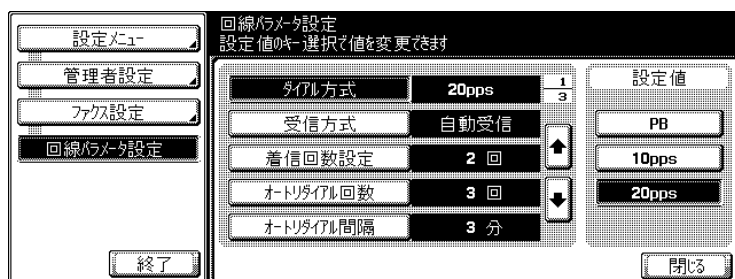 設定メニュー
管理者設定
ファクス設定
回線パラメータ設定
終了
回線パラメータ設定
設定値のキー選択で値を変更できます
ダイアル方式 20pps
受信方式 自動受信
着信回数設定 2 回
オートリダイアル回数 3 回
オートリダイアル間隔 3 分
1
3
設定値
PB
10pps
20pps
閉じる